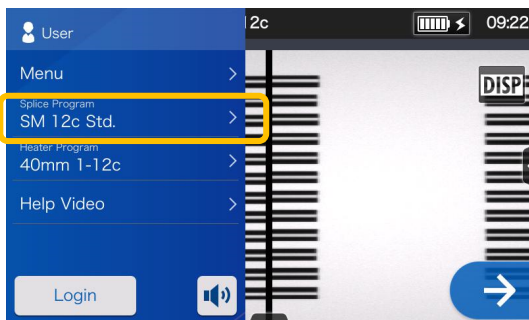 User
12c
09:22
Menu
Splice Program
SM 12c Std.
Heater Program
40mm 1-12c
Help Video
Login
DISP